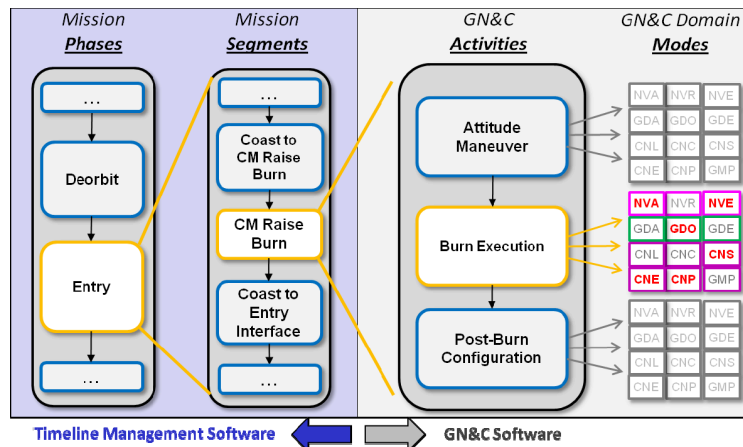 Mission
Phases
...
Deorbit
Entry
...
Mission
Segments
...
Coast to
CM Raise
Burn
CM Raise
Burn
Coast to
Entry
Interface
...
GN&C
Activities
Attitude
Maneuver
Burn Execution
Post-Burn
Configuration
GN&C Domain
Modes
NVA NVR NVE
GDA GDO GDE
CNL CNC CNS
CNE CNP GMP
NVA NVR NVE
GDA GDO GDE
CNL CNC CNS
CNE CNP GMP
NVA NVR NVE
GDA GDO GDE
CNL CNC CNS
CNE CNP GMP
Timeline Management Software
GN&C Software